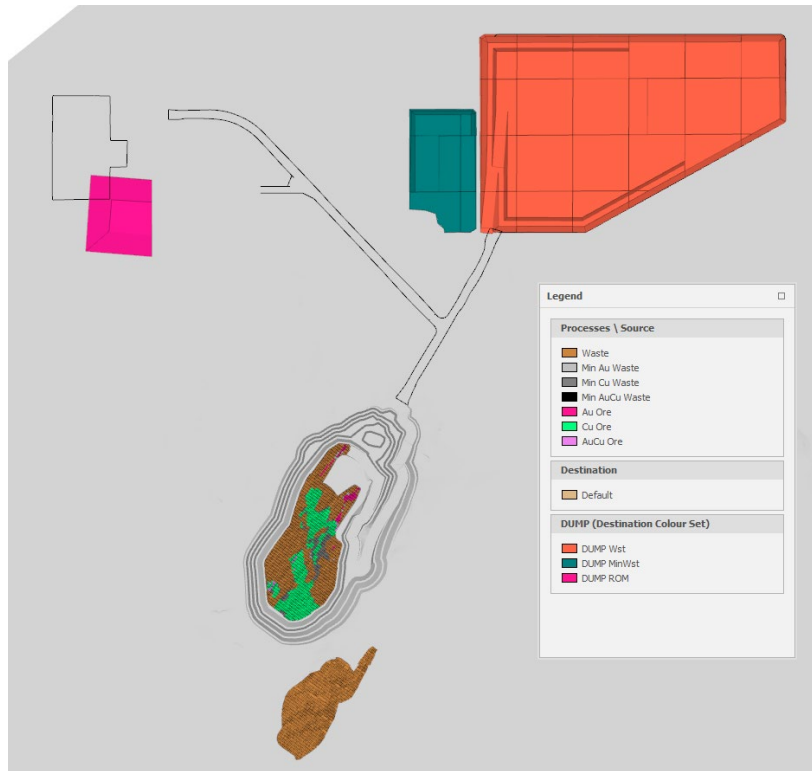 Legend
Processes \ Source
Waste
Min Au Waste
Min Cu Waste
Min AuCu Waste
Au Ore
Cu Ore
AuCu Ore
Destination
Default
DUMP (Destination Colour Set)
DUMP Wst
DUMP MinWst
DUMP ROM